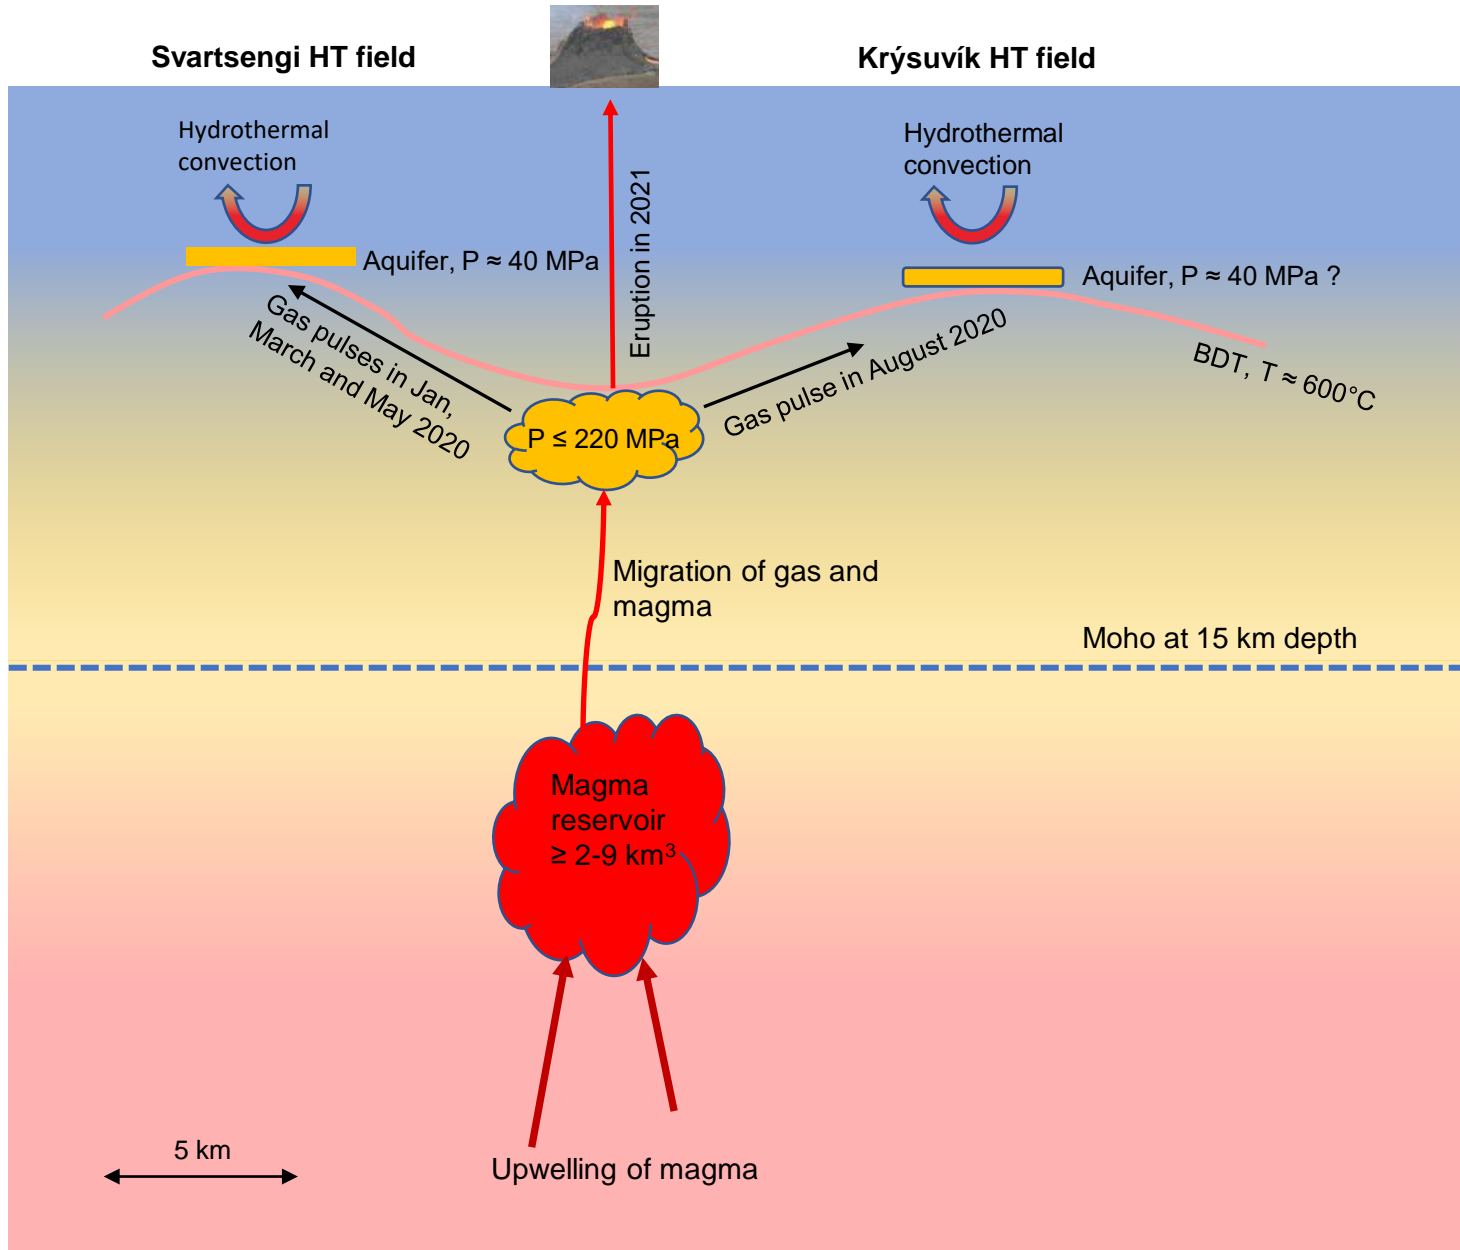 Svartsengi HT field
Krýsuvík HT field
Hydrothermal
convection
Hydrothermal
convection
Eruption in 2021
Aquifer, P ≈ 40 MPa
Aquifer, P ≈ 40 MPa ?
Gas pulses in Jan,
March and May 2020
Gas pulse in August 2020
BDT, T ≈ 600°C
P ≤ 220 MPa
Migration of gas and
magma
Moho at 15 km depth
Magma
reservoir
≥ 2-9 km³
5 km
Upwelling of magma